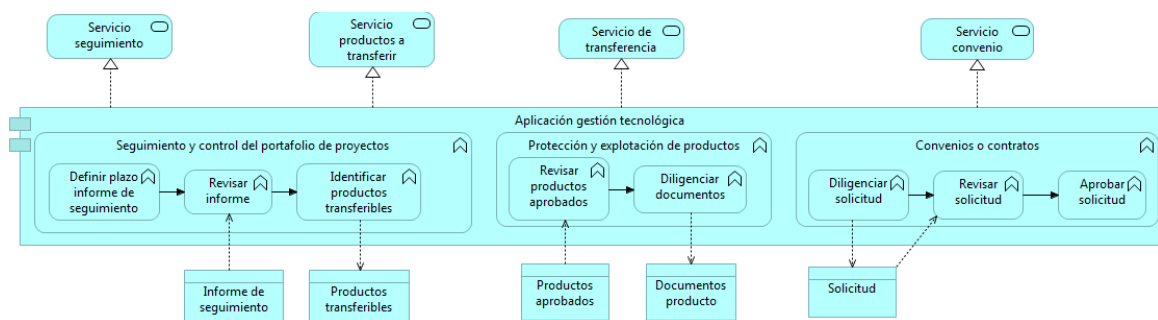 Servicio
seguimiento
Servicio
productos a
transferir
Servicio de
transferencia
Servicio
convenio
Aplicación gestión tecnológica
Seguimiento y control del portafolio de proyectos
Definir plazo
informe de
seguimiento
Revisar
informe
Identificar
productos
transferibles
Protección y explotación de productos
Revisar
productos
aprobados
Diligenciar
documentos
Convenios o contratos
Diligenciar
solicitud
Revisar
solicitud
Aprobar
solicitud
Informe de
seguimiento
Productos
transferibles
Productos
aprobados
Documentos
producto
Solicitud